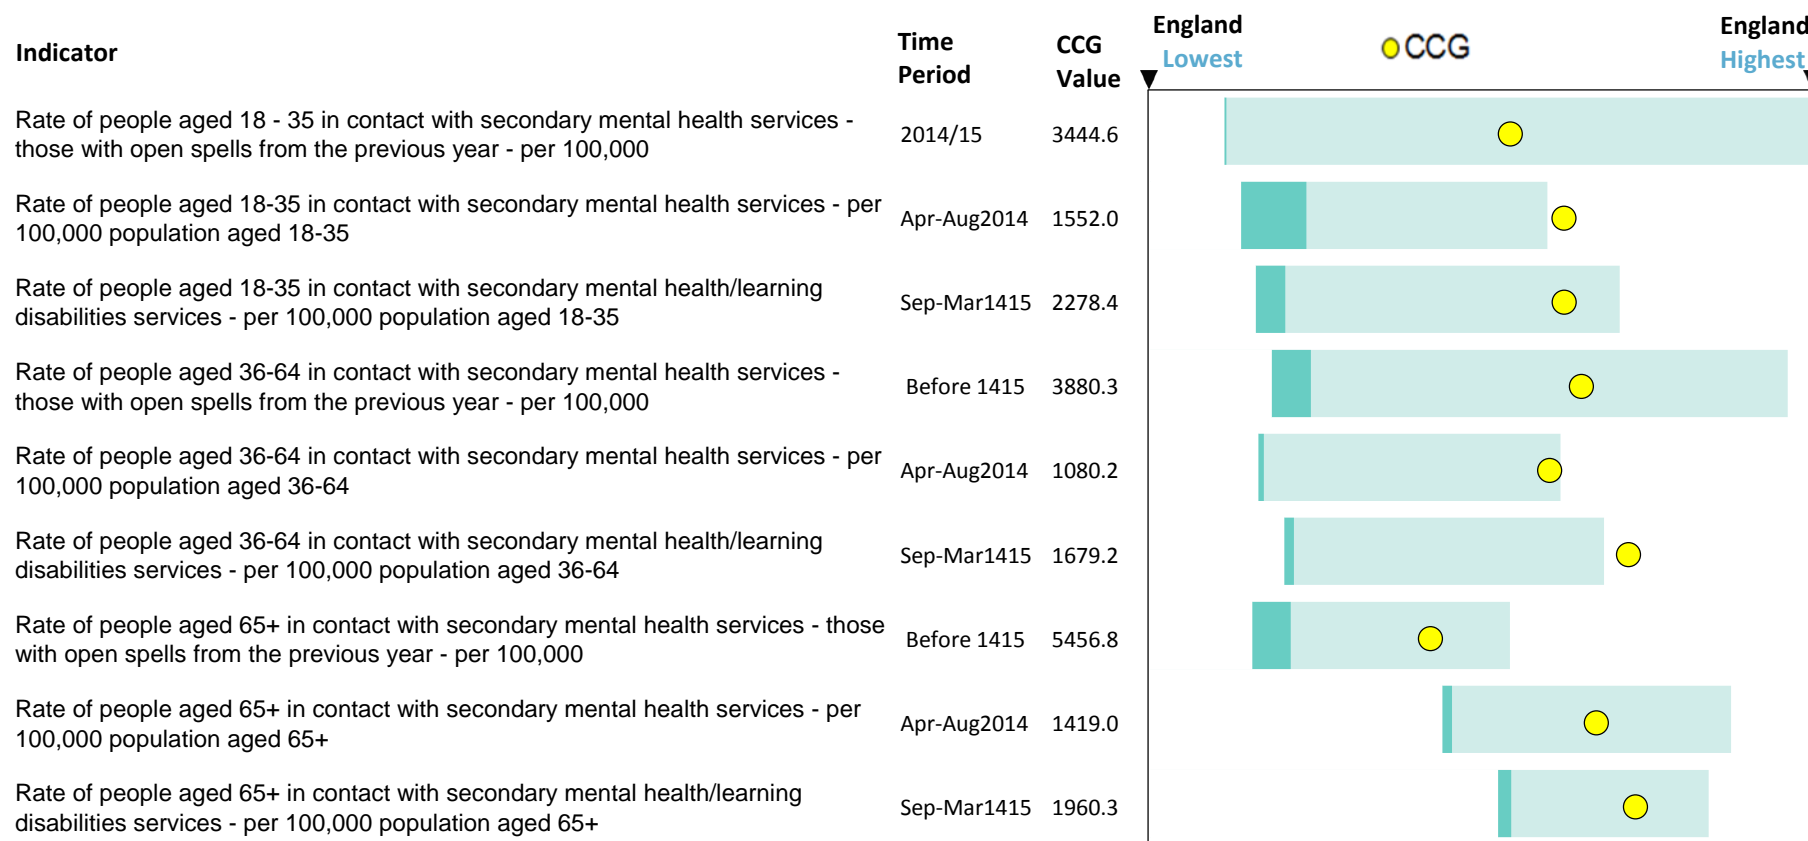 Indicator
Time Period
CCG Value
England Lowest
CCG
England Highest
Rate of people aged 18 - 35 in contact with secondary mental health services -
those with open spells from the previous year - per 100,000
2014/15 3444.6
Rate of people aged 18-35 in contact with secondary mental health services - per
100,000 population aged 18-35
Apr-Aug2014 1552.0
Rate of people aged 18-35 in contact with secondary mental health/learning
disabilities services - per 100,000 population aged 18-35
Sep-Mar1415 2278.4
Rate of people aged 36-64 in contact with secondary mental health services -
those with open spells from the previous year - per 100,000
Before 1415 3880.3
Rate of people aged 36-64 in contact with secondary mental health services - per
100,000 population aged 36-64
Apr-Aug2014 1080.2
Rate of people aged 36-64 in contact with secondary mental health/learning
disabilities services - per 100,000 population aged 36-64
Sep-Mar1415 1679.2
Rate of people aged 65+ in contact with secondary mental health services - those
with open spells from the previous year - per 100,000
Before 1415 5456.8
Rate of people aged 65+ in contact with secondary mental health services - per
100,000 population aged 65+
Apr-Aug2014 1419.0
Rate of people aged 65+ in contact with secondary mental health/learning
disabilities services - per 100,000 population aged 65+
Sep-Mar1415 1960.3